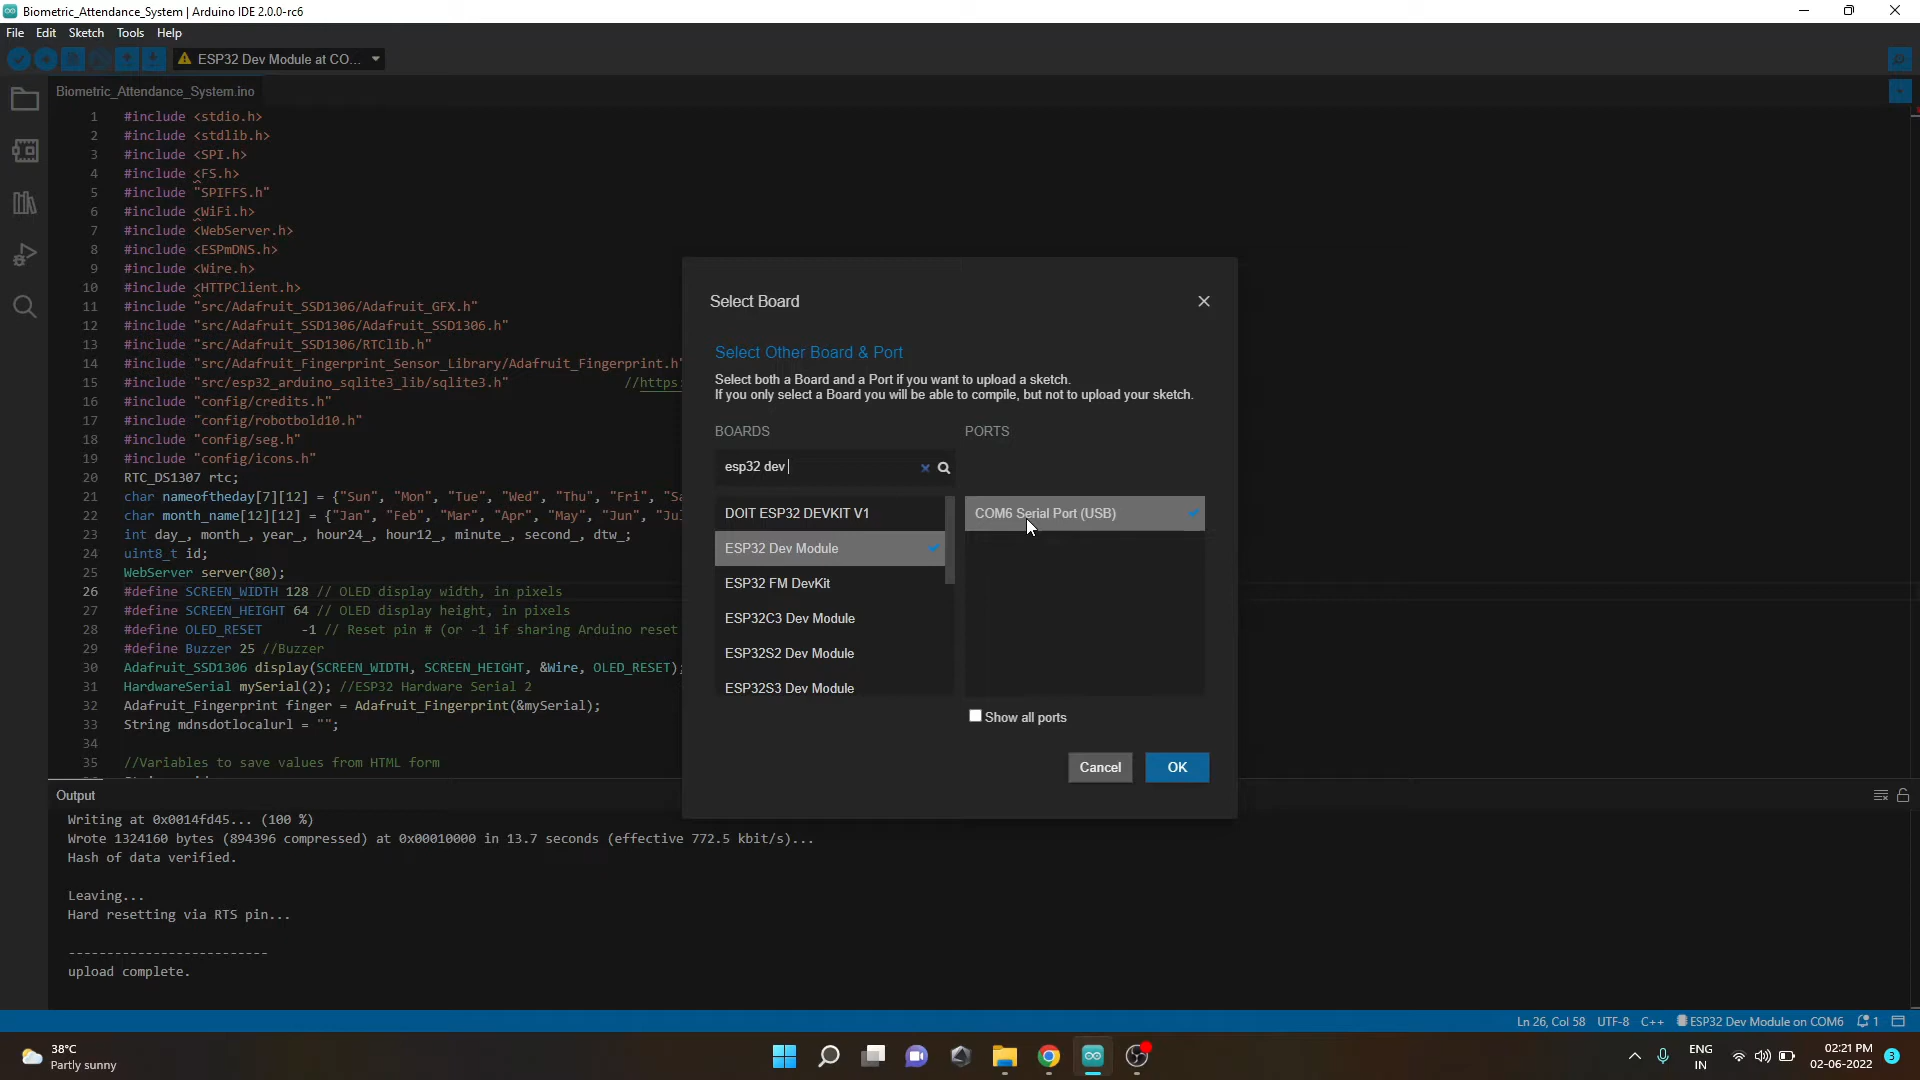 Biometric_Attendance_System | Arduino IDE 2.0.0-rc6
File Edit Sketch Tools Help
ESP32 Dev Module at CO...
Biometric_Attendance_System.ino
1 #include <stdio.h>
2 #include <stdlib.h>
3 #include <SPI.h>
4 #include <FS.h>
5 #include "SPIFFS.h"
6 #include <WiFi.h>
7 #include <WebServer.h>
8 #include <ESPmDNS.h>
9 #include <Wire.h>
10 #include <HTTPClient.h>
11 #include "src/Adafruit_SSD1306/Adafruit_GFX.h"
12 #include "src/Adafruit_SSD1306/Adafruit_SSD1306.h"
13 #include "src/Adafruit_SSD1306/RTClib.h"
14 #include "src/Adafruit_Fingerprint_Sensor_Library/Adafruit_Fingerprint.h"
15 #include "src/esp32_arduino_sqlite3_lib/sqlite3.h" //https:
16 #include "config/credits.h"
17 #include "config/robotbold10.h"
18 #include "config/seg.h"
19 #include "config/icons.h"
20 RTC_DS1307 rtc;
21 char nameoftheday[7][12] = {"Sun", "Mon", "Tue", "Wed", "Thu", "Fri", "Sa
22 char month_name[12][12] = {"Jan", "Feb", "Mar", "Apr", "May", "Jun", "Ju
23 int day_, month_, year_, hour24_, hour12_, minute_, second_, dtw_;
24 uint8_t id;
25 WebServer server(80);
26 #define SCREEN_WIDTH 128 // OLED display width, in pixels
27 #define SCREEN_HEIGHT 64 // OLED display height, in pixels
28 #define OLED_RESET -1 // Reset pin # (or -1 if sharing Arduino reset
29 #define Buzzer 25 //Buzzer
30 Adafruit_SSD1306 display(SCREEN_WIDTH, SCREEN_HEIGHT, &Wire, OLED_RESET);
31 HardwareSerial mySerial(2); //ESP32 Hardware Serial 2
32 Adafruit_Fingerprint finger = Adafruit_Fingerprint(&mySerial);
33 String mdnsdotlocalurl = "";
34
35 //Variables to save values from HTML form
Select Board
Select Other Board & Port
Select both a Board and a Port if you want to upload a sketch.
If you only select a Board you will be able to compile, but not to upload your sketch.
BOARDS PORTS
esp32 dev
DOIT ESP32 DEVKIT V1
ESP32 Dev Module
ESP32 FM DevKit
ESP32C3 Dev Module
ESP32S2 Dev Module
ESP32S3 Dev Module
COM6 Serial Port (USB)
Show all ports
Cancel OK
Output
Writing at 0x0014fd45... (100 %)
Wrote 1324160 bytes (894396 compressed) at 0x00010000 in 13.7 seconds (effective 772.5 kbit/s)...
Hash of data verified.
Leaving...
Hard resetting via RTS pin...
--------------------------
upload complete.
Ln 26, Col 58 UTF-8 C++ ESP32 Dev Module on COM6 1
38°C
Partly sunny
ENG
IN
02:21 PM
02-06-2022
3